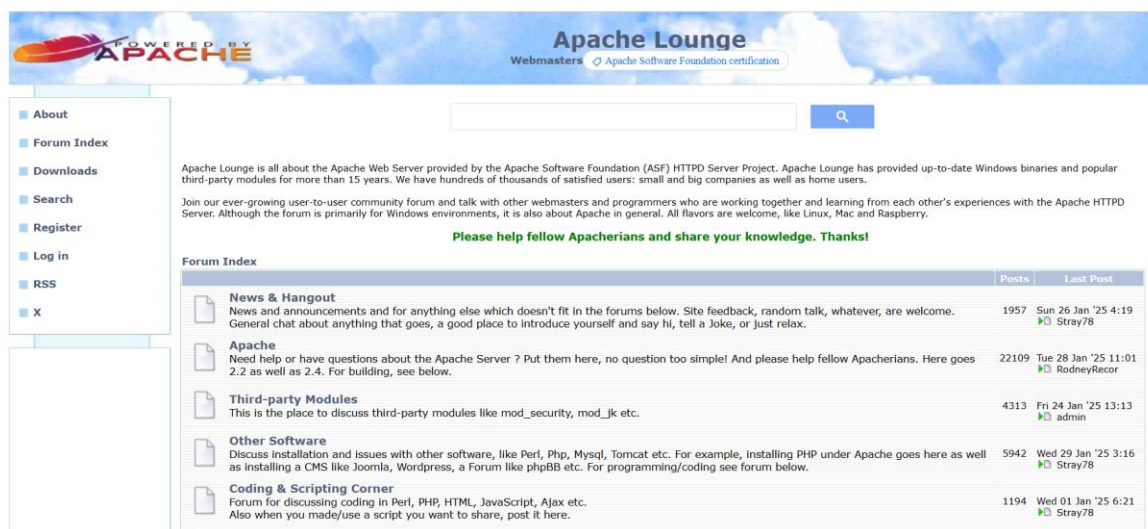 POWERED BY
APACHE
Apache Lounge
Webmasters Apache Software Foundation certification
About
Forum Index
Downloads
Search
Register
Log in
RSS
X
Apache Lounge is all about the Apache Web Server provided by the Apache Software Foundation (ASF) HTTPD Server Project. Apache Lounge has provided up-to-date Windows binaries and popular
third-party modules for more than 15 years. We have hundreds of thousands of satisfied users: small and big companies as well as home users.
Join our ever-growing user-to-user community forum and talk with other webmasters and programmers who are working together and learning from each other's experiences with the Apache HTTPD
Server. Although the forum is primarily for Windows environments, it is also about Apache in general. All flavors are welcome, like Linux, Mac and Raspberry.
Please help fellow Apacherians and share your knowledge. Thanks!
Forum Index
Posts Last Post
News & Hangout
News and announcements and for anything else which doesn't fit in the forums below. Site feedback, random talk, whatever, are welcome.
General chat about anything that goes, a good place to introduce yourself and say hi, tell a Joke, or just relax.
1957 Sun 26 Jan '25 4:19
Stray78
Apache
Need help or have questions about the Apache Server ? Put them here, no question too simple! And please help fellow Apacherians. Here goes
2.2 as well as 2.4. For building, see below.
22109 Tue 28 Jan '25 11:01
RodneyRecor
Third-party Modules
This is the place to discuss third-party modules like mod_security, mod_jk etc.
4313 Fri 24 Jan '25 13:13
admin
Other Software
Discuss installation and issues with other software, like Perl, Php, Mysql, Tomcat etc. For example, installing PHP under Apache goes here as well
as installing a CMS like Joomla, Wordpress, a Forum like phpBB etc. For programming/coding see forum below.
5942 Wed 29 Jan '25 3:16
Stray78
Coding & Scripting Corner
Forum for discussing coding in Perl, PHP, HTML, JavaScript, Ajax etc.
Also when you made/use a script you want to share, post it here.
1194 Wed 01 Jan '25 6:21
Stray78